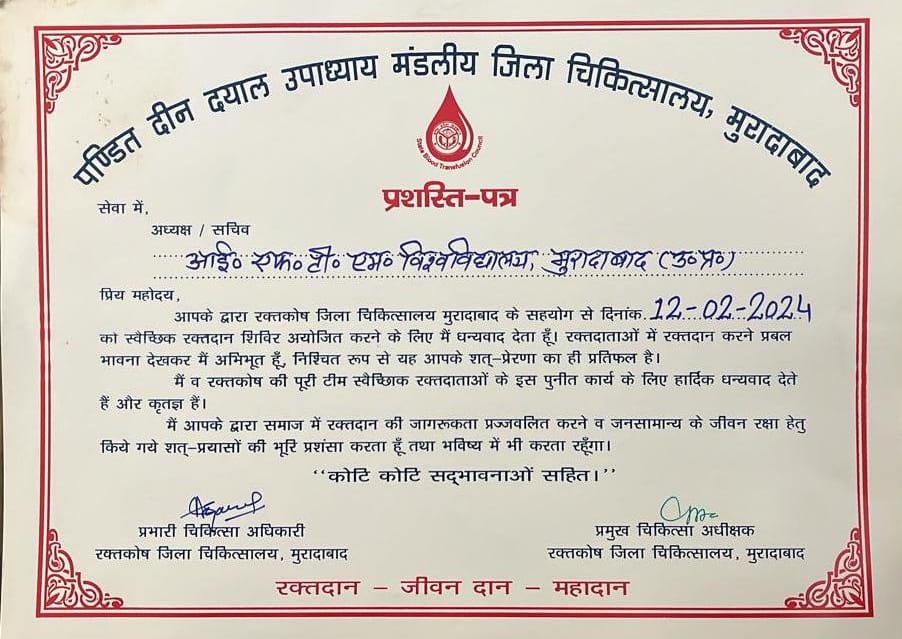 पण्डित दीन दयाल उपाध्याय मंडलीय जिला चिकित्सालय, मुरादाबाद
State Blood Transfusion Council
प्रशस्ति-पत्र
सेवा में,
अध्यक्ष / सचिव
आई० एफ० टी० एम० विश्वविद्यालय, मुरादाबाद (उ० प्र०)
प्रिय महोदय,
आपके द्वारा रक्तकोष जिला चिकित्सालय मुरादाबाद के सहयोग से दिनांक 12-02-2024
को स्वैच्छिक रक्तदान शिविर अयोजित करने के लिए मैं धन्यवाद देता हूँ। रक्तदाताओं में रक्तदान करने प्रबल
भावना देखकर मैं अभिभूत हूँ, निश्चित रूप से यह आपके शत्-प्रेरणा का ही प्रतिफल है।
मैं व रक्तकोष की पूरी टीम स्वैच्छिाक रक्तदाताओं के इस पुनीत कार्य के लिए हार्दिक धन्यवाद देते
हैं और कृतज्ञ हैं।
मैं आपके द्वारा समाज में रक्तदान की जागरूकता प्रज्जवलित करने व जनसामान्य के जीवन रक्षा हेतु
किये गये शत्-प्रयासों की भूरि प्रशंसा करता हूँ तथा भविष्य में भी करता रहूँगा।
‘‘कोटि कोटि सद्भावनाओं सहित।’’
प्रभारी चिकित्सा अधिकारी
रक्तकोष जिला चिकित्सालय, मुरादाबाद
प्रमुख चिकित्सा अधीक्षक
रक्तकोष जिला चिकित्सालय, मुरादाबाद
रक्तदान – जीवन दान – महादान